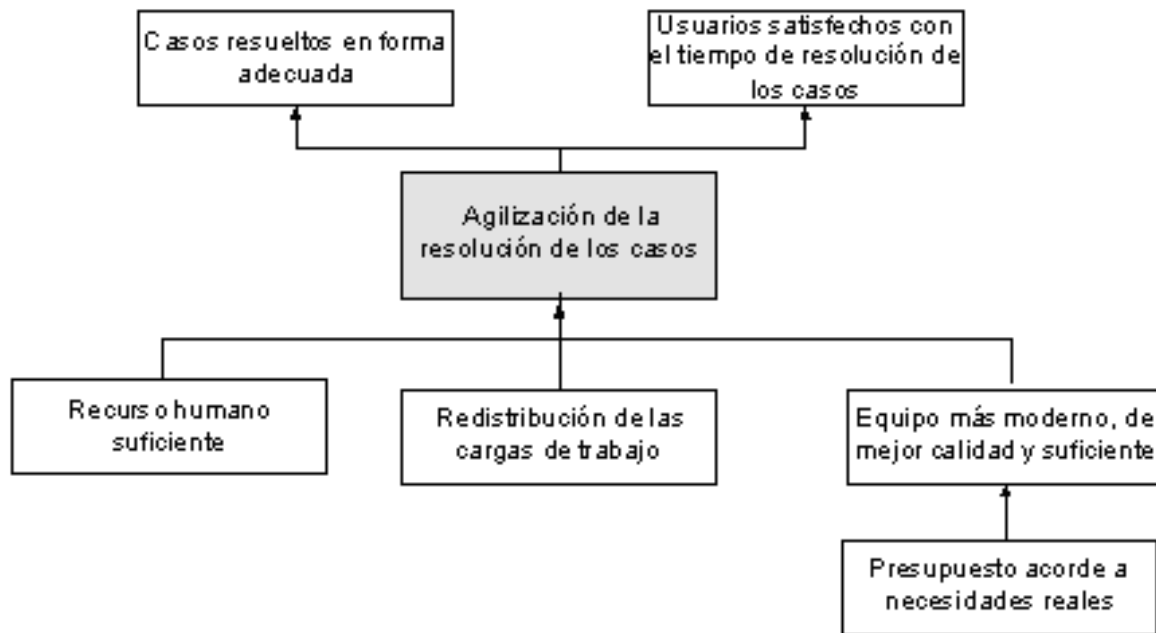 Casos resueltos en forma
adecuada
Usuarios satisfechos con
el tiempo de resolución de
los casos
Agilización de la
resolución de los casos
Recurso humano
suficiente
Redistribución de las
cargas de trabajo
Equipo más moderno, de
mejor calidad y suficiente
Presupuesto acorde a
necesidades reales